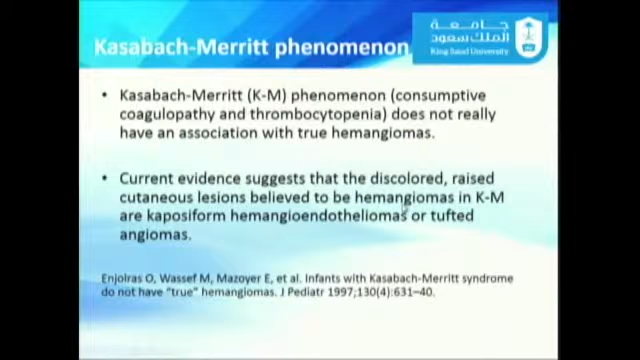 Kasabach-Merritt phenomenon
جامعة
الملك سعود
King Saud University
• Kasabach-Merritt (K-M) phenomenon (consumptive
coagulopathy and thrombocytopenia) does not really
have an association with true hemangiomas.
• Current evidence suggests that the discolored, raised
cutaneous lesions believed to be hemangiomas in K-M
are kaposiform hemangioendotheliomas or tufted
angiomas.
Enjolras O, Wassef M, Mazoyer E, et al. Infants with Kasabach-Merritt syndrome
do not have "true" hemangiomas. J Pediatr 1997;130(4):631–40.